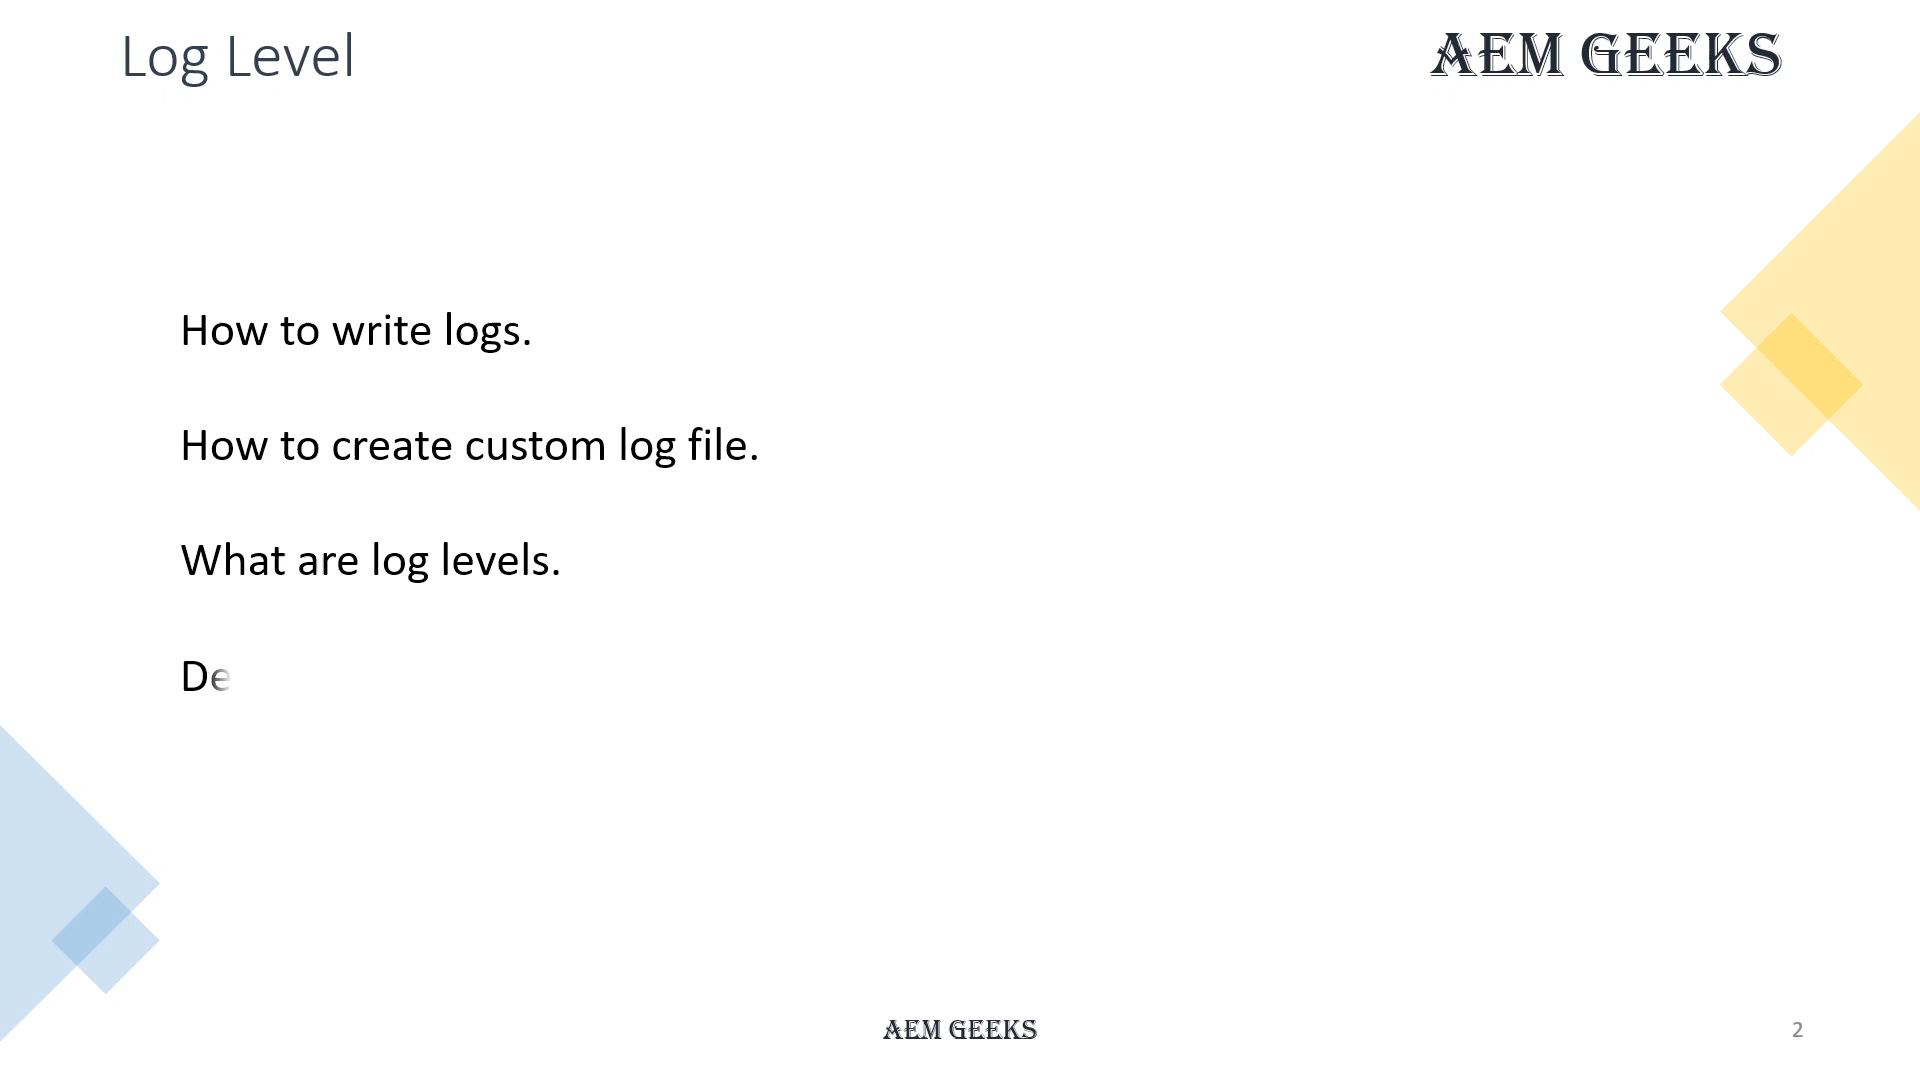 Log Level
AEM GEEKS
How to write logs.
How to create custom log file.
What are log levels.
De
AEM GEEKS
2